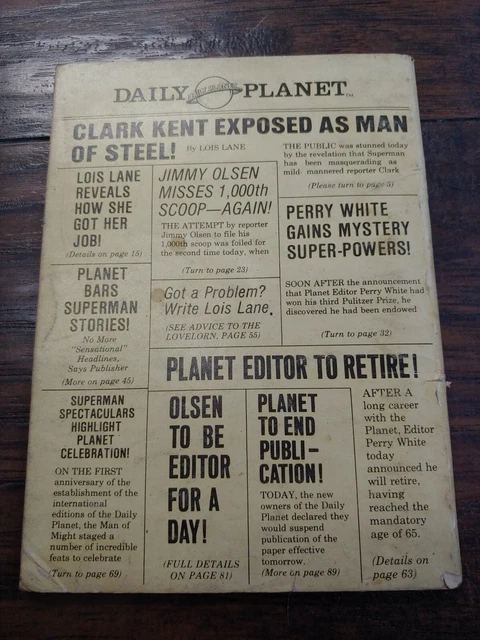 DAILY PLANET™
CLARK KENT EXPOSED AS MAN
OF STEEL! By LOIS LANE
THE PUBLIC was stunned today
by the revelation that Superman
has been masquerading as
mild- mannered reporter Clark
(Please turn to page 5)
LOIS LANE
REVEALS
HOW SHE
GOT HER
JOB!
(Details on page 15)
JIMMY OLSEN
MISSES 1,000th
SCOOP—AGAIN!
THE ATTEMPT by reporter
Jimmy Olsen to file his
1,000th scoop was foiled for
the second time today, when
(Turn to page 23)
PERRY WHITE
GAINS MYSTERY
SUPER-POWERS!
SOON AFTER the announcement
that Planet Editor Perry White had
won his third Pulitzer Prize, he
discovered he had been endowed
(Turn to page 32)
PLANET
BARS
SUPERMAN
STORIES!
No More
"Sensational"
Headlines,
Says Publisher
(More on page 45)
Got a Problem?
Write Lois Lane.
(SEE ADVICE TO THE
LOVELORN, PAGE 55)
PLANET EDITOR TO RETIRE!
SUPERMAN
SPECTACULARS
HIGHLIGHT
PLANET
CELEBRATION!
ON THE FIRST
anniversary of the
establishment of the
international
editions of the Daily
Planet, the Man of
Might staged a
number of incredible
feats to celebrate
(Turn to page 69)
OLSEN
TO BE
EDITOR
FOR A
DAY!
(FULL DETAILS
ON PAGE 81)
PLANET
TO END
PUBLI-
CATION!
TODAY, the new
owners of the Daily
Planet declared they
would suspend
publication of the
paper effective
tomorrow.
(More on page 89)
AFTER A
long career
with the
Planet, Editor
Perry White
today
announced he
will retire,
having
reached the
mandatory
age of 65.
(Details on
page 63)